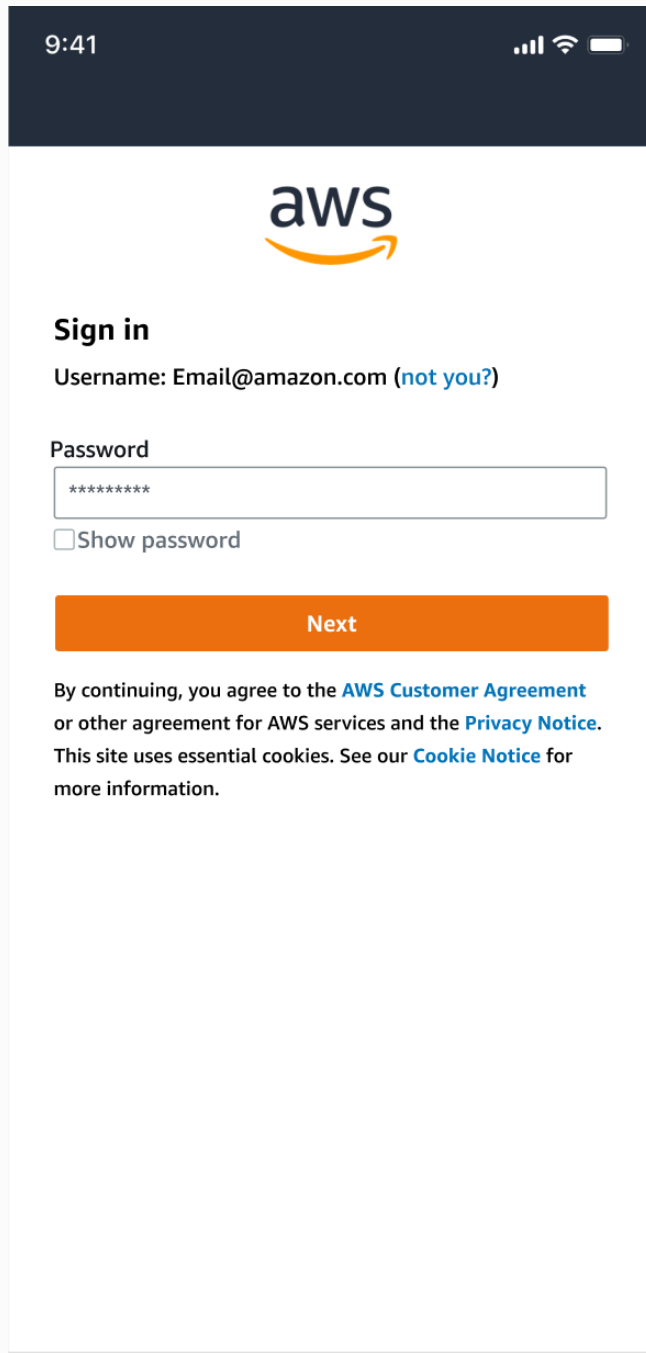 9:41
aws
Sign in
Username: Email@amazon.com (not you?)
Password
*********
Show password
Next
By continuing, you agree to the AWS Customer Agreement
or other agreement for AWS services and the Privacy Notice.
This site uses essential cookies. See our Cookie Notice for
more information.